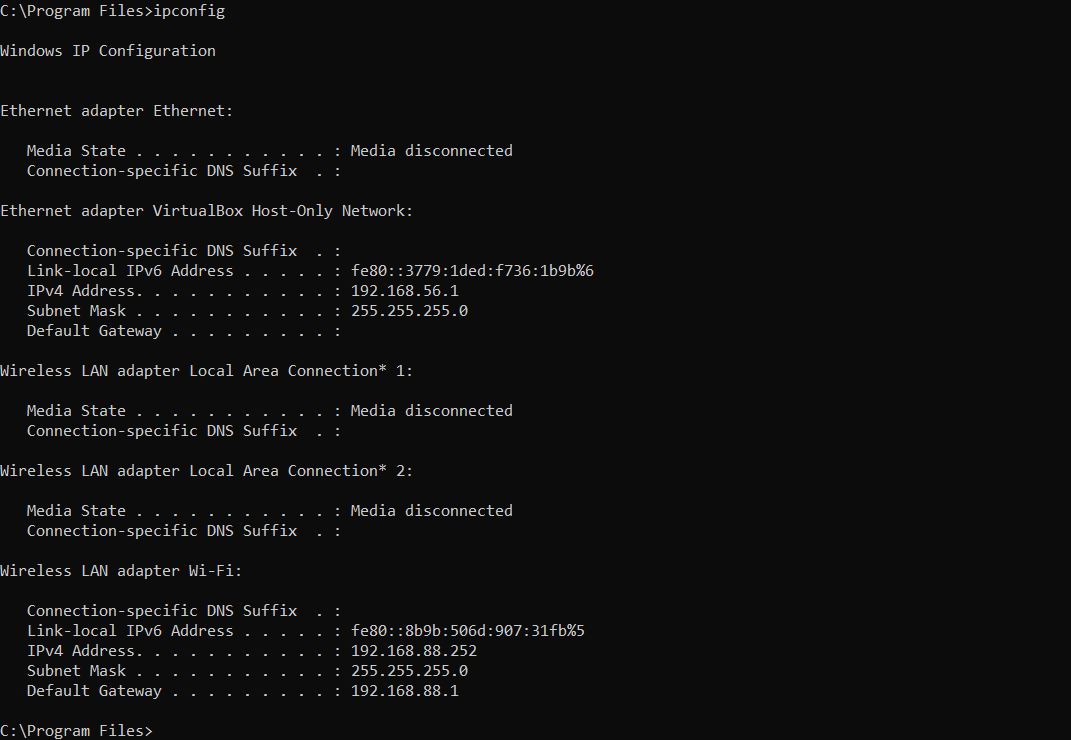 C:\Program Files>ipconfig
Windows IP Configuration
Ethernet adapter Ethernet:
   Media State . . . . . . . . . . . : Media disconnected
   Connection-specific DNS Suffix  . :
Ethernet adapter VirtualBox Host-Only Network:
   Connection-specific DNS Suffix  . :
   Link-local IPv6 Address . . . . . : fe80::3779:1ded:f736:1b9b%6
   IPv4 Address. . . . . . . . . . . : 192.168.56.1
   Subnet Mask . . . . . . . . . . . : 255.255.255.0
   Default Gateway . . . . . . . . . :
Wireless LAN adapter Local Area Connection* 1:
   Media State . . . . . . . . . . . : Media disconnected
   Connection-specific DNS Suffix  . :
Wireless LAN adapter Local Area Connection* 2:
   Media State . . . . . . . . . . . : Media disconnected
   Connection-specific DNS Suffix  . :
Wireless LAN adapter Wi-Fi:
   Connection-specific DNS Suffix  . :
   Link-local IPv6 Address . . . . . : fe80::8b9b:506d:907:31fb%5
   IPv4 Address. . . . . . . . . . . : 192.168.88.252
   Subnet Mask . . . . . . . . . . . : 255.255.255.0
   Default Gateway . . . . . . . . . : 192.168.88.1
C:\Program Files>